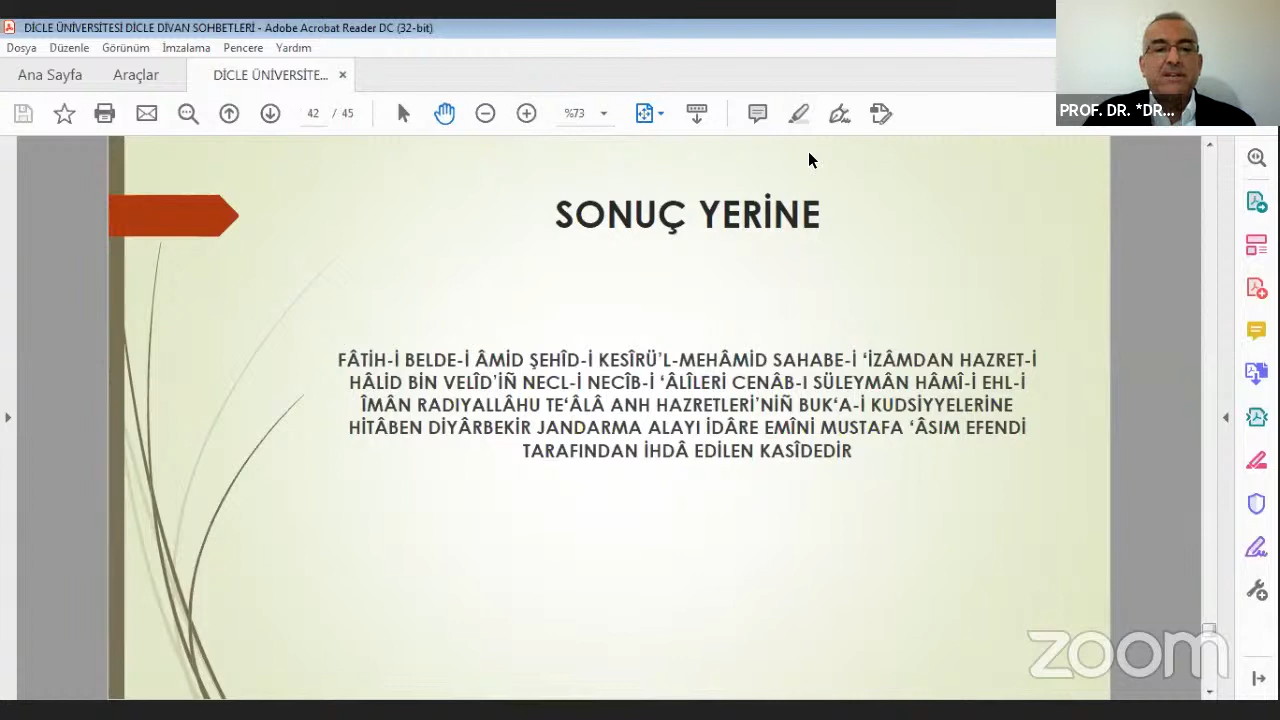 DİCLE ÜNİVERSİTESİ DİCLE DİVAN SOHBETLERİ - Adobe Acrobat Reader DC (32-bit)
Dosya Düzenle Görünüm İmzalama Pencere Yardım
Ana Sayfa Araçlar DİCLE ÜNİVERSİTE... ×
42 / 45 %73
PROF. DR. *DR...
SONUÇ YERİNE
FÂTİH-İ BELDE-İ ÂMİD ŞEHÎD-İ KESÎRÜ’L-MEHÂMİD SAHABE-İ ‘İZÂMDAN HAZRET-İ
HÂLİD BİN VELÎD’İÑ NECL-İ NECÎB-İ ‘ÂLÎLERİ CENÂB-I SÜLEYMÂN HÂMÎ-İ EHL-İ
ÎMÂN RADIYALLÂHU TE‘ÂLÂ ANH HAZRETLERİ’NİÑ BUK‘A-İ KUDSİYYELERİNE
HİTÂBEN DİYÂRBEKİR JANDARMA ALAYI İDÂRE EMÎNİ MUSTAFA ‘ÂSIM EFENDİ
TARAFINDAN İHDÂ EDİLEN KASÎDEDİR
zoom